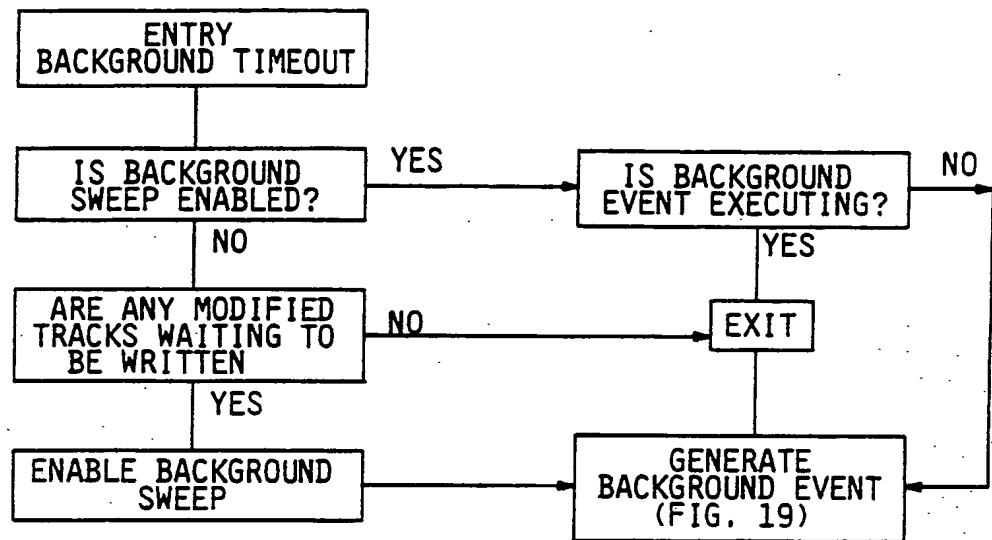 ENTRY
BACKGROUND TIMEOUT
IS BACKGROUND
SWEEP ENABLED?
YES
IS BACKGROUND
EVENT EXECUTING?
NO
NO
YES
ARE ANY MODIFIED
TRACKS WAITING TO
BE WRITTEN
NO
EXIT
YES
ENABLE BACKGROUND
SWEEP
GENERATE
BACKGROUND EVENT
(FIG. 19)